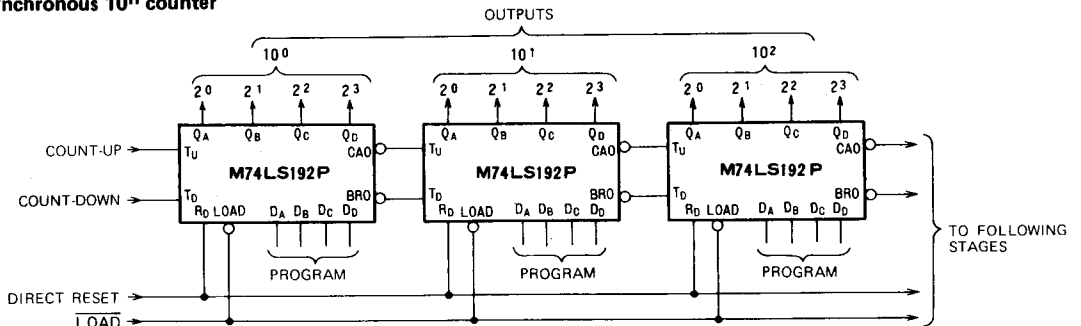 nchronous 10ⁿ counter
OUTPUTS
10⁰ 10¹ 10²
2⁰ 2¹ 2² 2³ 2⁰ 2¹ 2² 2³ 2⁰ 2¹ 2² 2³
QA QB QC QD QA QB QC QD QA QB QC QD
COUNT-UP TU CAO TU CAO TU CAO
M74LS192P M74LS192P M74LS192P
COUNT-DOWN TD BRO TD BRO TD BRO
RD LOAD DA DB DC DD RD LOAD DA DB DC DD RD LOAD DA DB DC DD
TO FOLLOWING
STAGES
PROGRAM PROGRAM PROGRAM
DIRECT RESET
LOAD